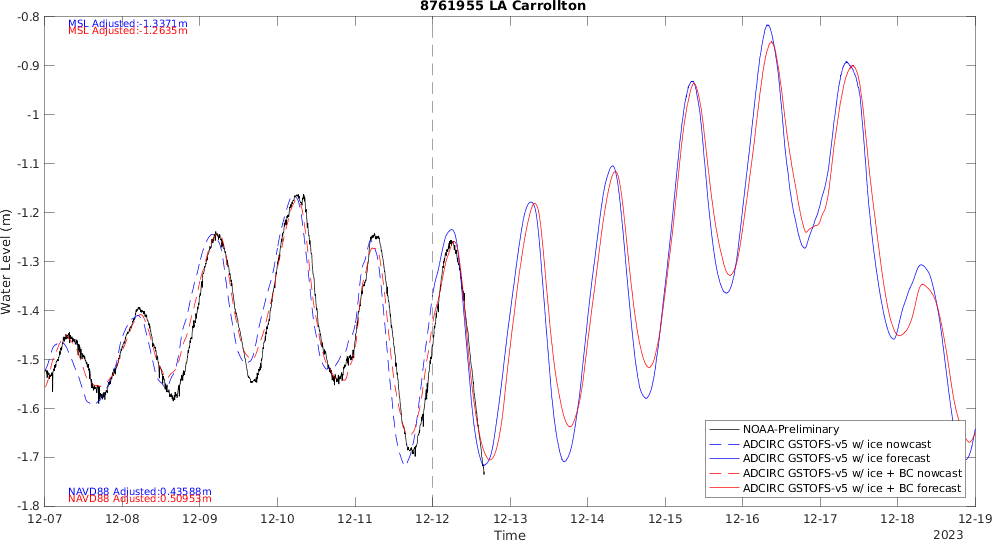 8761955 LA Carrollton
MSL Adjusted:-1.3371m
MSL Adjusted:-1.2635m
-0.8
-0.9
-1
-1.1
-1.2
-1.3
-1.4
-1.5
-1.6
-1.7
-1.8
Water Level (m)
NOAA-Preliminary
ADCIRC GSTOFS-v5 w/ ice nowcast
ADCIRC GSTOFS-v5 w/ ice forecast
ADCIRC GSTOFS-v5 w/ ice + BC nowcast
ADCIRC GSTOFS-v5 w/ ice + BC forecast
NAVD88 Adjusted:0.43588m
NAVD88 Adjusted:0.50953m
12-07 12-08 12-09 12-10 12-11 12-12 12-13 12-14 12-15 12-16 12-17 12-18 12-19
Time
2023